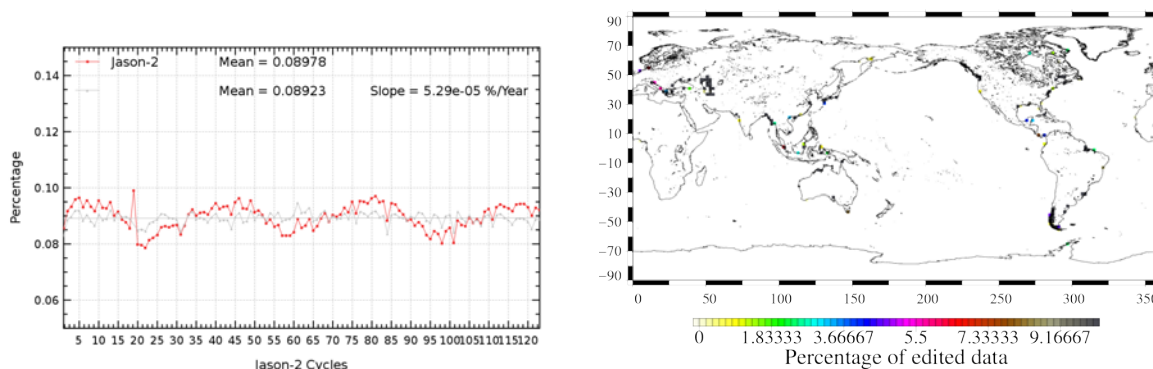 0.14
0.12
0.10
0.08
0.06
Percentage
Jason-2 Mean = 0.08978
Mean = 0.08923 Slope = 5.29e-05 %/Year
5 10 15 20 25 30 35 40 45 50 55 60 65 70 75 80 85 90 95 100 105 110 115 120
Jason-2 Cycles
70
50
30
10
−10
−30
−50
−70
−90
0 50 100 150 200 250 300 350
0 1.83333 3.66667 5.5 7.33333 9.16667
Percentage of edited data